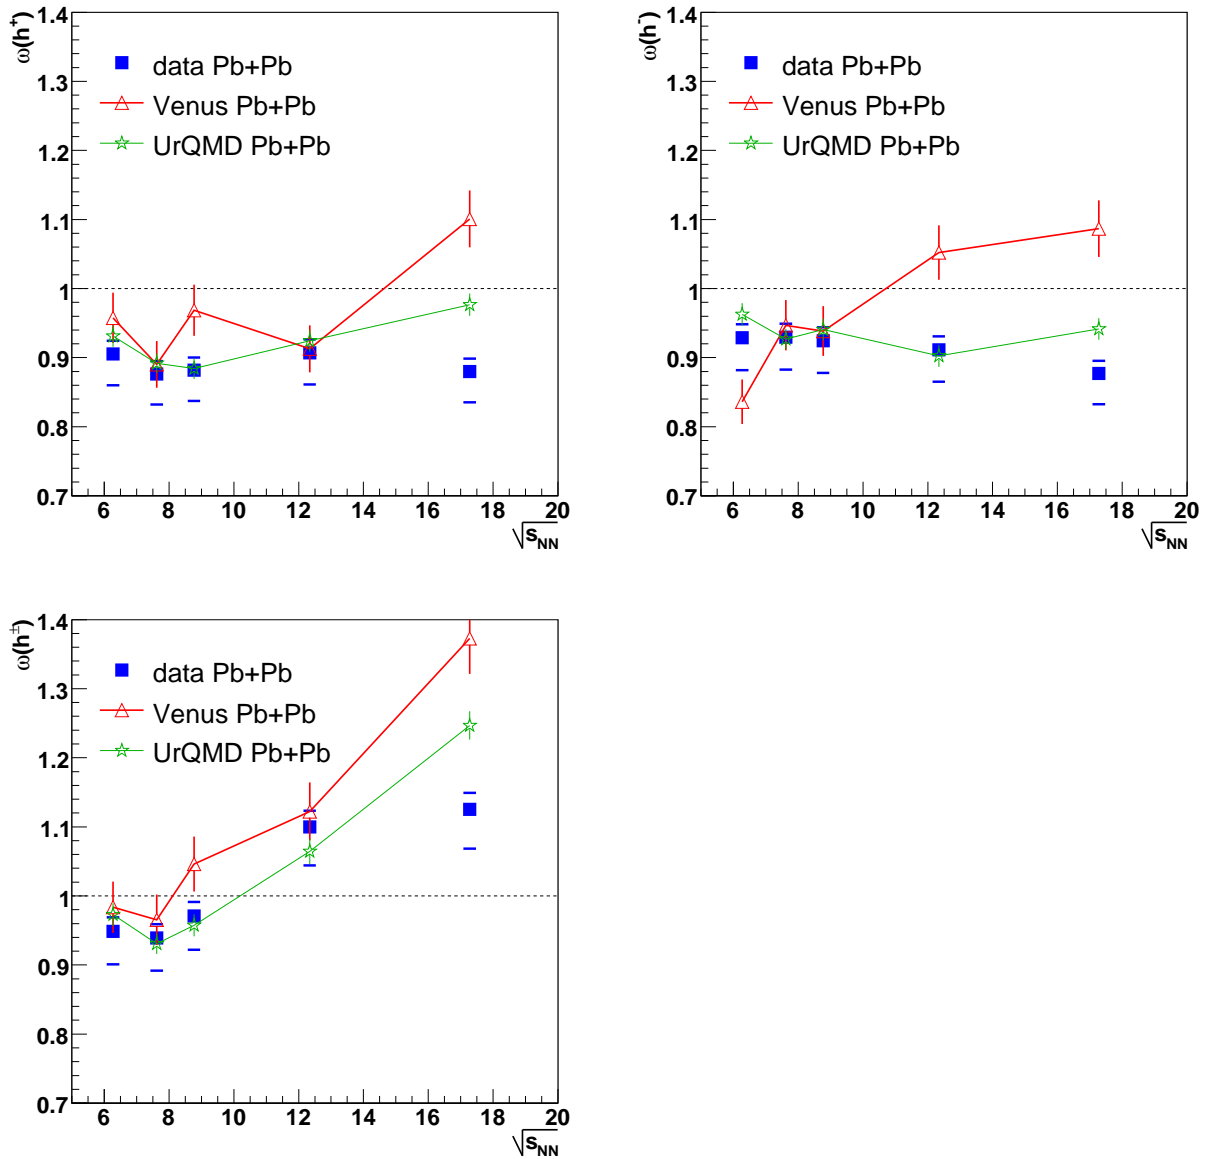 ω(h⁺)
1.4
1.3
1.2
1.1
1
0.9
0.8
0.7
data Pb+Pb
Venus Pb+Pb
UrQMD Pb+Pb
6 8 10 12 14 16 18 20
√sNN
ω(h⁻)
1.4
1.3
1.2
1.1
1
0.9
0.8
0.7
data Pb+Pb
Venus Pb+Pb
UrQMD Pb+Pb
6 8 10 12 14 16 18 20
√sNN
ω(h±)
1.4
1.3
1.2
1.1
1
0.9
0.8
0.7
data Pb+Pb
Venus Pb+Pb
UrQMD Pb+Pb
6 8 10 12 14 16 18 20
√sNN